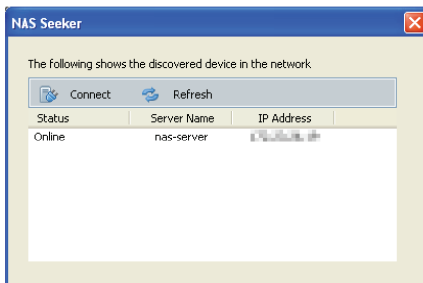 NAS Seeker
The following shows the discovered device in the network
Connect Refresh
Status Server Name IP Address
Online nas-server